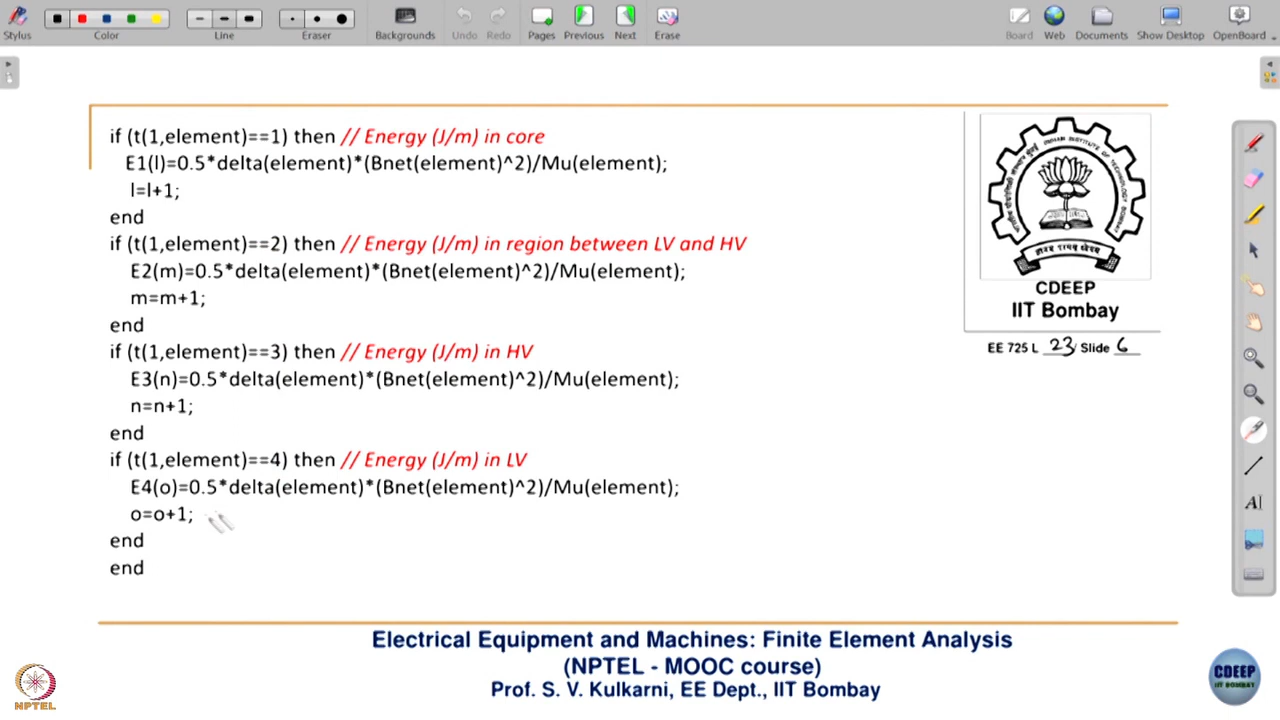 Stylus
Color
Line
Eraser
Backgrounds
Undo
Redo
Pages
Previous
Next
Erase
Board
Web
Documents
Show Desktop
OpenBoard
if (t(1,element)==1) then // Energy (J/m) in core
E1(l)=0.5*delta(element)*(Bnet(element)^2)/Mu(element);
l=l+1;
end
if (t(1,element)==2) then // Energy (J/m) in region between LV and HV
E2(m)=0.5*delta(element)*(Bnet(element)^2)/Mu(element);
m=m+1;
end
if (t(1,element)==3) then // Energy (J/m) in HV
E3(n)=0.5*delta(element)*(Bnet(element)^2)/Mu(element);
n=n+1;
end
if (t(1,element)==4) then // Energy (J/m) in LV
E4(o)=0.5*delta(element)*(Bnet(element)^2)/Mu(element);
o=o+1;
end
end
CDEEP
IIT Bombay
EE 725 L 23 / Slide 6
Electrical Equipment and Machines: Finite Element Analysis
(NPTEL - MOOC course)
Prof. S. V. Kulkarni, EE Dept., IIT Bombay
NPTEL
CDEEP
IIT BOMBAY